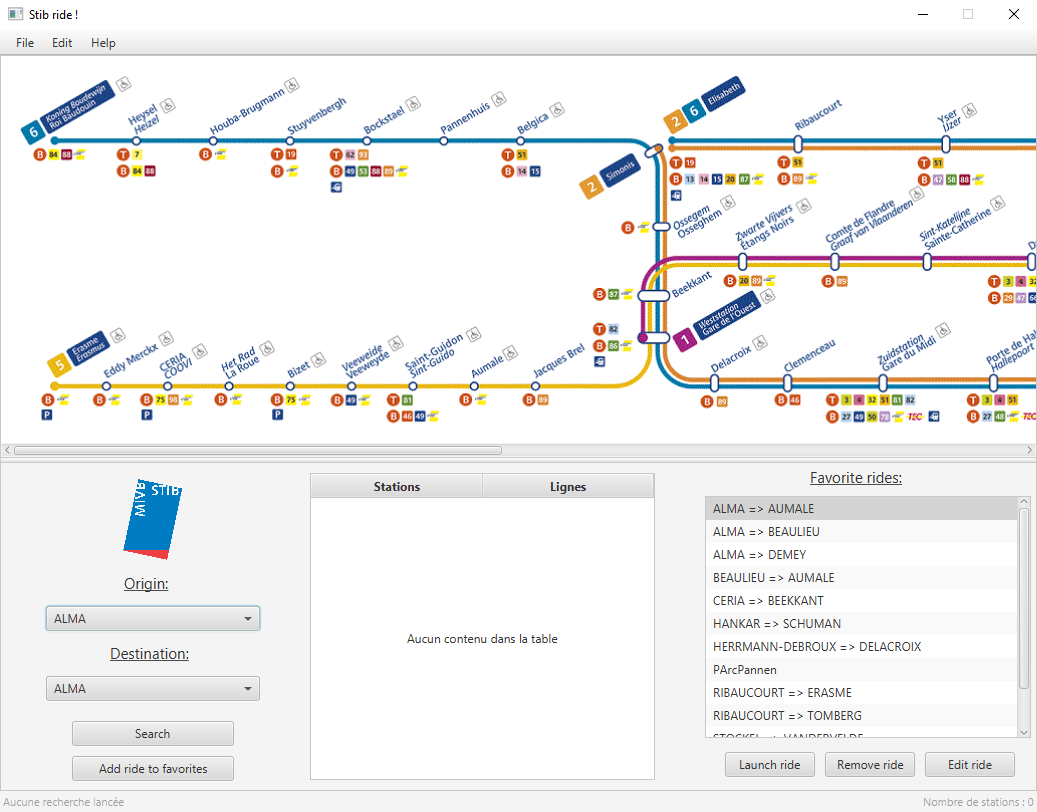 Stib ride !
File Edit Help
6 Koning Boudewijn
Roi Baudouin
Heysel
Heizel
Houba-Brugmann
Stuyvenbergh
Bockstael
Pannenhuis
Belgica
2 Simonis
2 6 Elisabeth
Ribaucourt
Yser
IJzer
B 84 88
T 7
B 84 88
B
T 19
B
T 62 93
B 49 53 88 89
T 51
B 14 15
T 19
B 13 14 15 20 87
T 51
B 89
T 51
B 47 58 88
Ossegem
Osseghem
B
Zwarte Vijvers
Étangs Noirs
Comte de Flandre
Graaf van Vlaanderen
Sint-Katelijne
Sainte-Catherine
B 20 89
B 89
T 3 4 32
B 29 47 66
Beekkant
B 87
1 Weststation
Gare de l'Ouest
T 82
B 86
5 Erasme
Erasmus
Eddy Merckx
CERIA
COOVI
Het Rad
La Roue
Bizet
Veeweide
Veeweyde
Saint-Guidon
Sint-Guido
Aumale
Jacques Brel
Delacroix
Clemenceau
Zuidstation
Gare du Midi
Porte de Hal
Hallepoort
B
P
B
B 75 98
P
B
B 75
P
B 49
T 81
B 46 49
B
B 89
B 89
B 46
T 3 4 32 51 81 82
B 27 49 50 78 TEC
T 3 4 51
B 27 48 TEC
MIVB STIB
Origin:
ALMA
Destination:
ALMA
Search
Add ride to favorites
Stations Lignes
Aucun contenu dans la table
Favorite rides:
ALMA => AUMALE
ALMA => BEAULIEU
ALMA => DEMEY
BEAULIEU => AUMALE
CERIA => BEEKKANT
HANKAR => SCHUMAN
HERRMANN-DEBROUX => DELACROIX
PArcPannen
RIBAUCOURT => ERASME
RIBAUCOURT => TOMBERG
STOCKEL => VANDERVELDE
Launch ride Remove ride Edit ride
Aucune recherche lancée Nombre de stations : 0